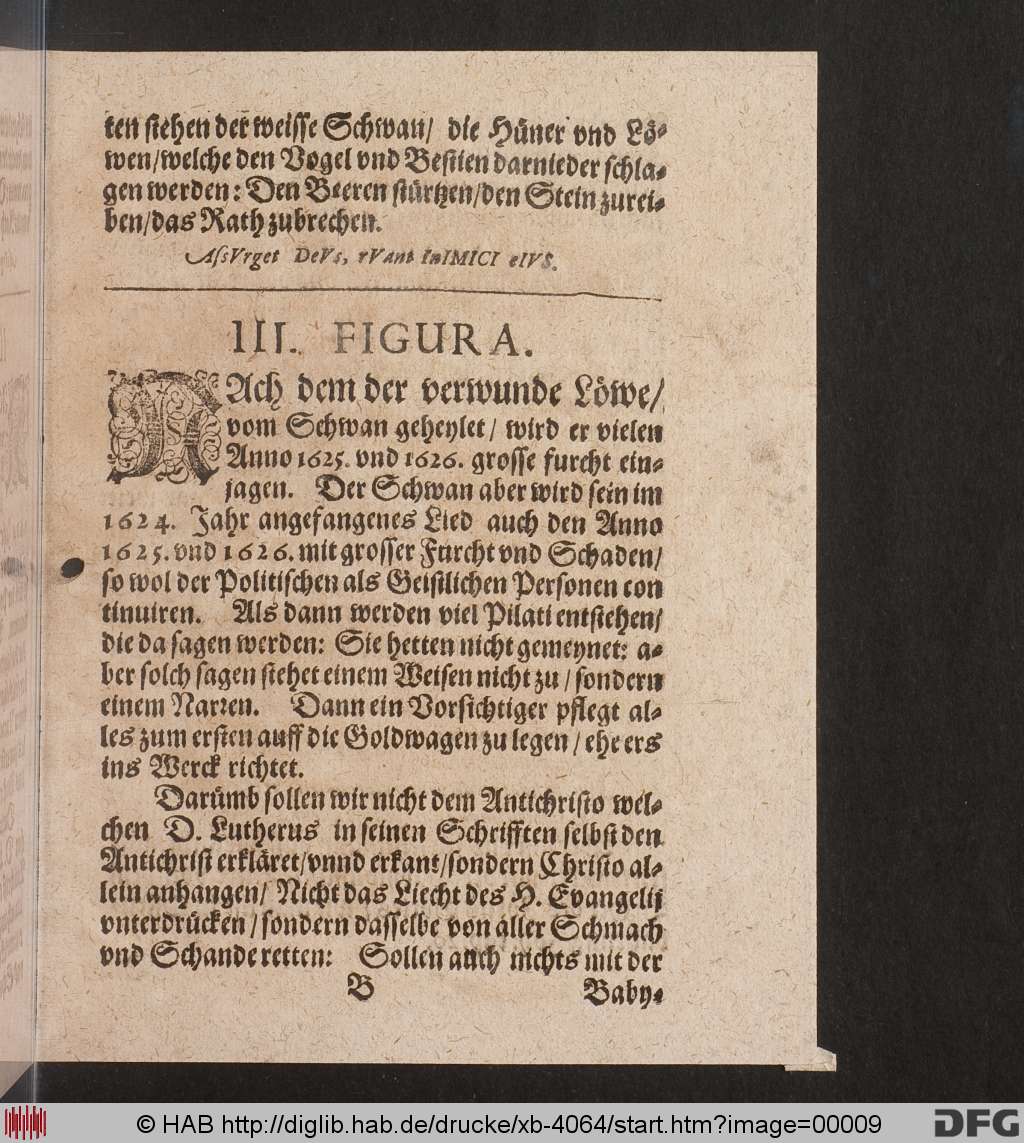 ten stehen der weisse Schwan/ die Hüner vnd Lö-
wen/welche den Vogel vnd Bestien darnieder schla-
gen werden: Den Beeren stürtzen/den Stein zurei-
ben/das Rath zubrechen.
AſsVrget DeVs, rVant InIMICI eIVS.
III. FIGURA.
NAch dem der verwunde Löwe/
vom Schwan geheylet/ wird er vielen
Anno 1625. vnd 1626. grosse furcht ein-
jagen. Der Schwan aber wird sein im
1624. Jahr angefangenes Lied auch den Anno
1625. vnd 1626. mit grosser Furcht vnd Schaden/
so wol der Politischen als Geistlichen Personen con
tinuiren. Als dann werden viel Pilati entstehen/
die da sagen werden: Sie hetten nicht gemeynet: a-
ber solch sagen stehet einem Weisen nicht zu/ sondern
einem Narren. Dann ein Vorsichtiger pflegt al-
les zum ersten auff die Goldwagen zu legen/ ehe ers
ins Werck richtet.
Darümb sollen wir nicht dem Antichristo wel-
chen D. Lutherus in seinen Schrifften selbst den
Antichrist erkläret/vnnd erkant/sondern Christo al-
lein anhangen/ Nicht das Liecht des H. Evangelij
vnterdrücken/ sondern dasselbe von aller Schmach
vnd Schande retten: Sollen auch nichts mit der
B Baby-
© HAB http://diglib.hab.de/drucke/xb-4064/start.htm?image=00009
DFG